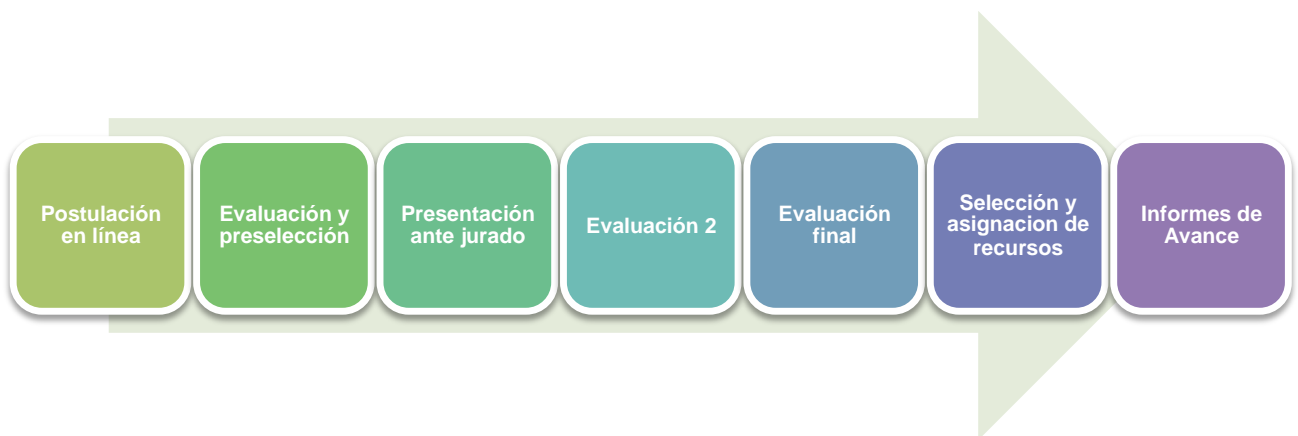 Postulación
en línea
Evaluación y
preselección
Presentación
ante jurado
Evaluación 2
Evaluación
final
Selección y
asignacion de
recursos
Informes de
Avance